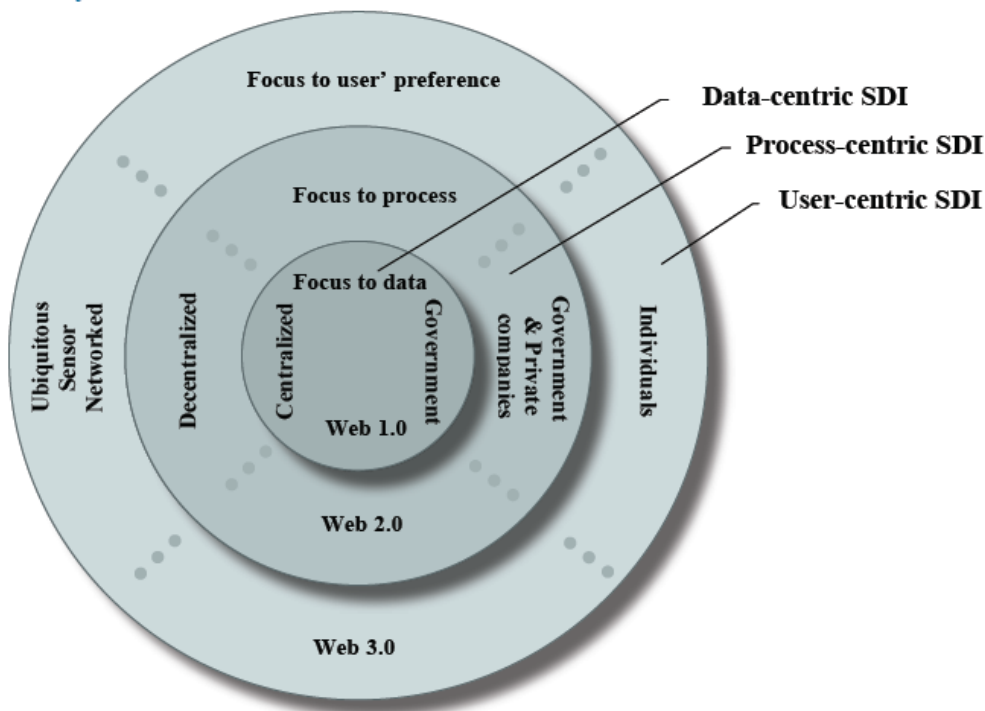 Focus to user' preference
Data-centric SDI
Process-centric SDI
User-centric SDI
Focus to process
Focus to data
Ubiquitous
Sensor
Networked
Decentralized
Centralized
Government
Government
& Private
companies
Individuals
Web 1.0
Web 2.0
Web 3.0